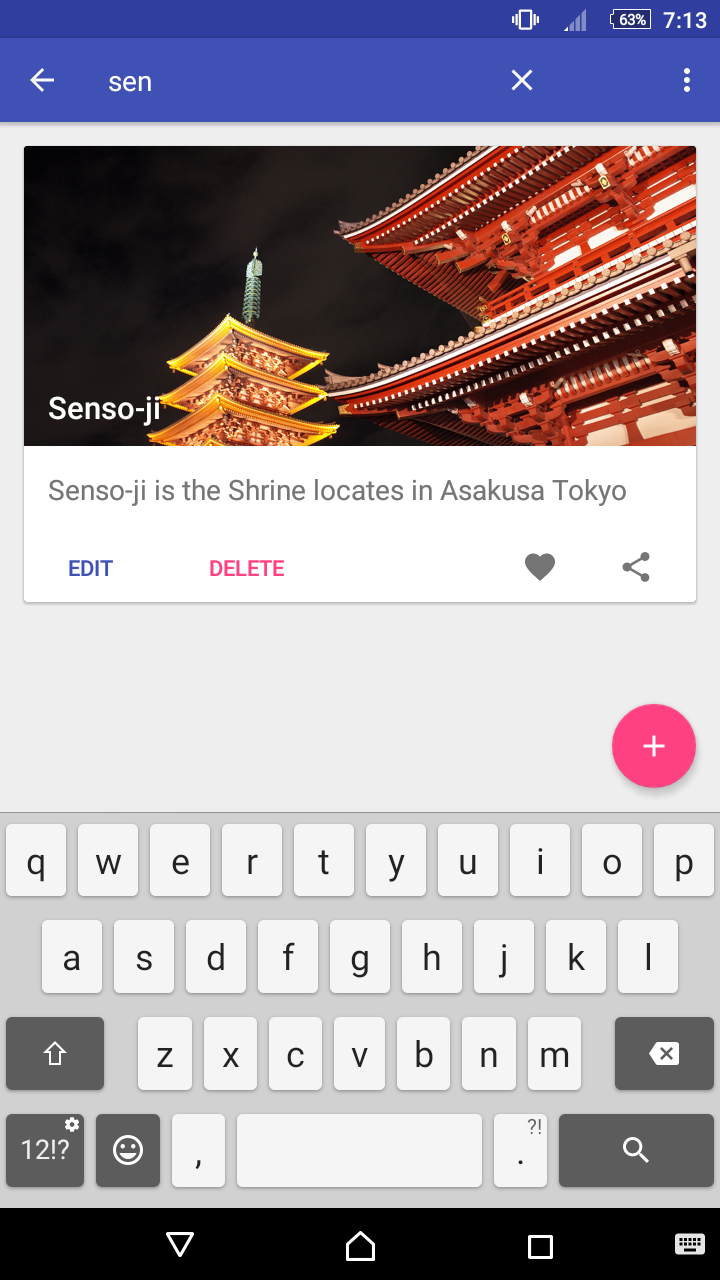 63% 7:13
sen
Senso-ji
Senso-ji is the Shrine locates in Asakusa Tokyo
EDIT DELETE
q w e r t y u i o p
a s d f g h j k l
z x c v b n m
12!? , . ?!